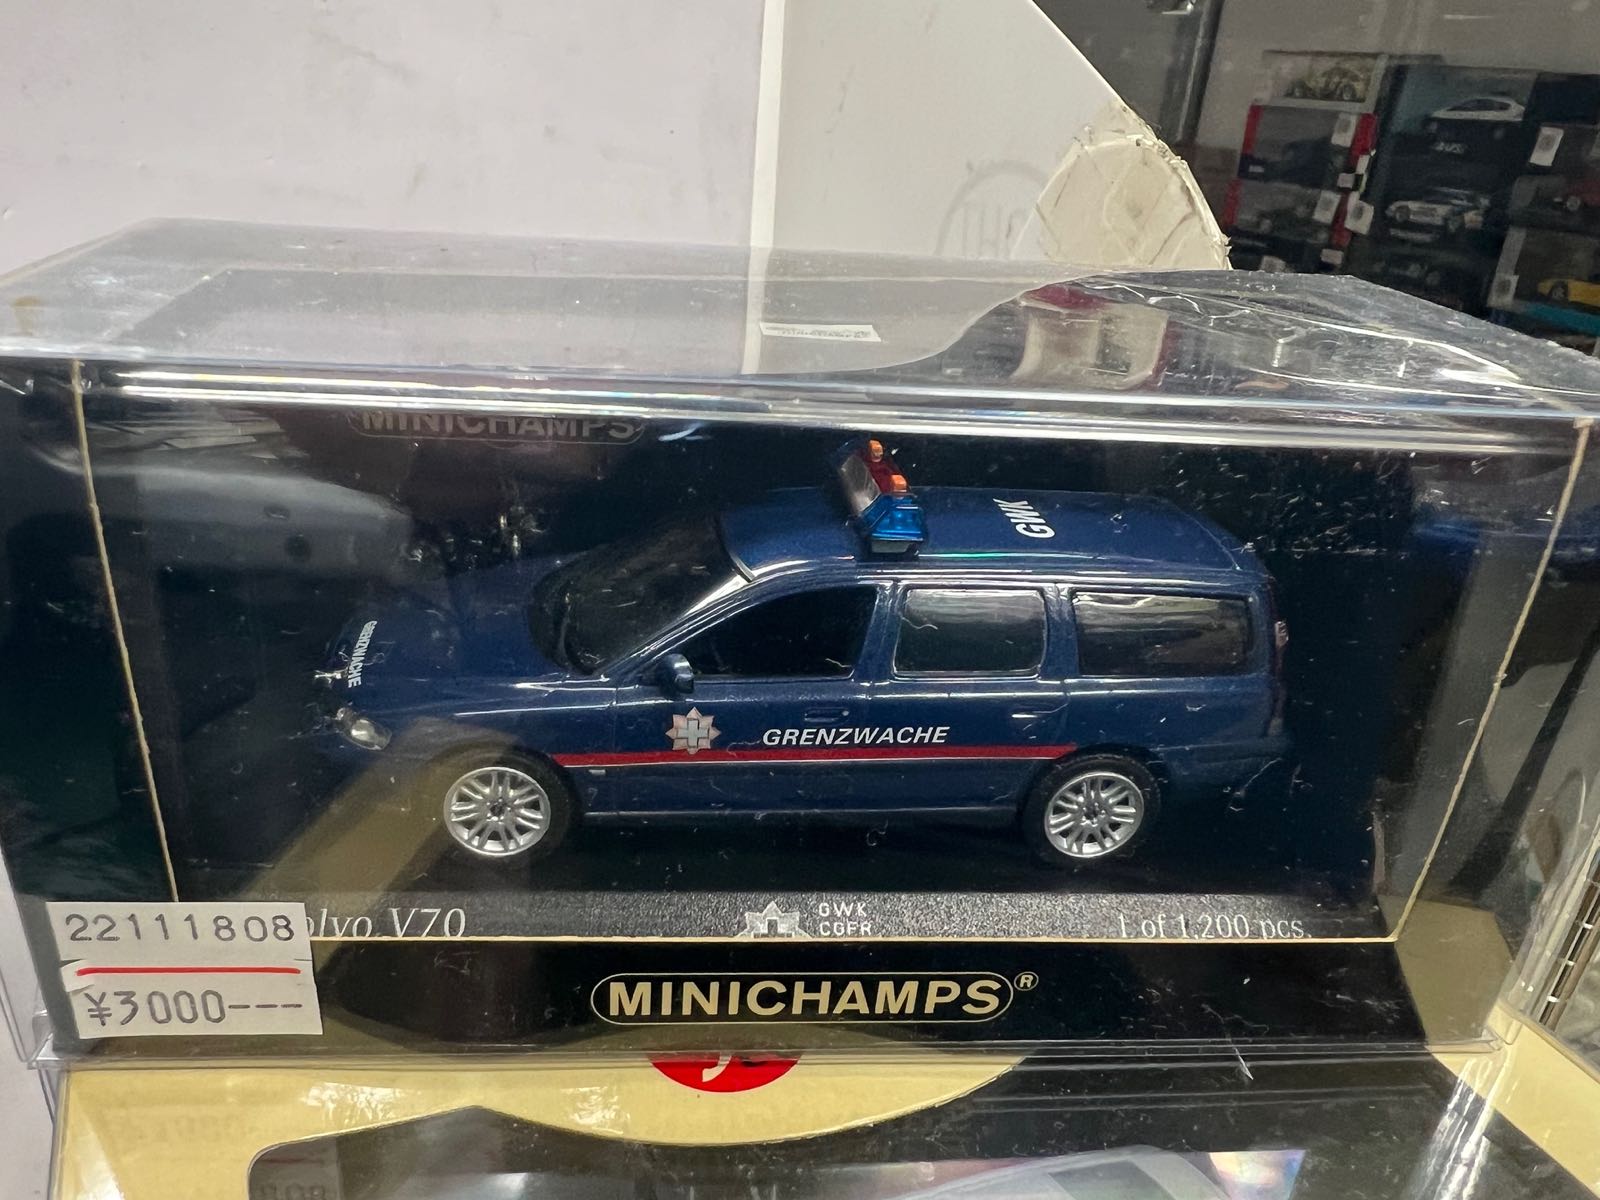 MINICHAMPS
GWK
GRENZWACHE
GRENZWACHE
22111808
olvo V70
GWK
CGFR
1 of 1,200 pcs.
¥3000---
MINICHAMPS®